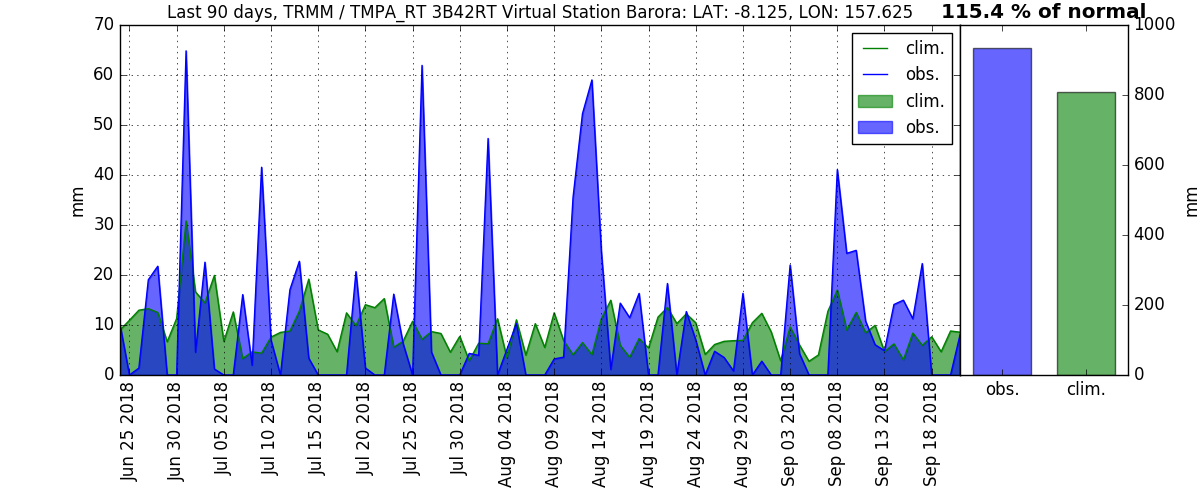 Last 90 days, TRMM / TMPA_RT 3B42RT Virtual Station Barora: LAT: -8.125, LON: 157.625
115.4 % of normal
70
60
50
40
30
20
10
0
mm
clim.
obs.
clim.
obs.
Jun 25 2018
Jun 30 2018
Jul 05 2018
Jul 10 2018
Jul 15 2018
Jul 20 2018
Jul 25 2018
Jul 30 2018
Aug 04 2018
Aug 09 2018
Aug 14 2018
Aug 19 2018
Aug 24 2018
Aug 29 2018
Sep 03 2018
Sep 08 2018
Sep 13 2018
Sep 18 2018
1000
800
600
400
200
0
mm
obs.
clim.